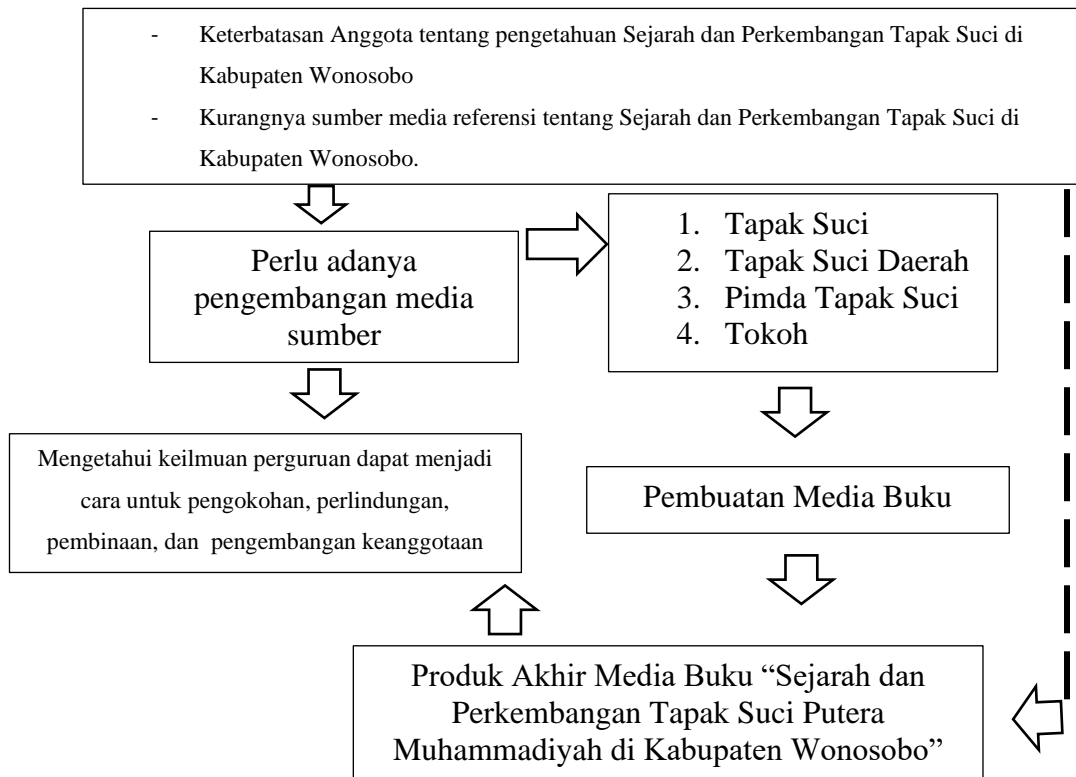 - Keterbatasan Anggota tentang pengetahuan Sejarah dan Perkembangan Tapak Suci di
Kabupaten Wonosobo
- Kurangnya sumber media referensi tentang Sejarah dan Perkembangan Tapak Suci di
Kabupaten Wonosobo.
Perlu adanya
pengembangan media
sumber
1. Tapak Suci
2. Tapak Suci Daerah
3. Pimda Tapak Suci
4. Tokoh
Mengetahui keilmuan perguruan dapat menjadi
cara untuk pengokohan, perlindungan,
pembinaan, dan pengembangan keanggotaan
Pembuatan Media Buku
Produk Akhir Media Buku “Sejarah dan
Perkembangan Tapak Suci Putera
Muhammadiyah di Kabupaten Wonosobo”